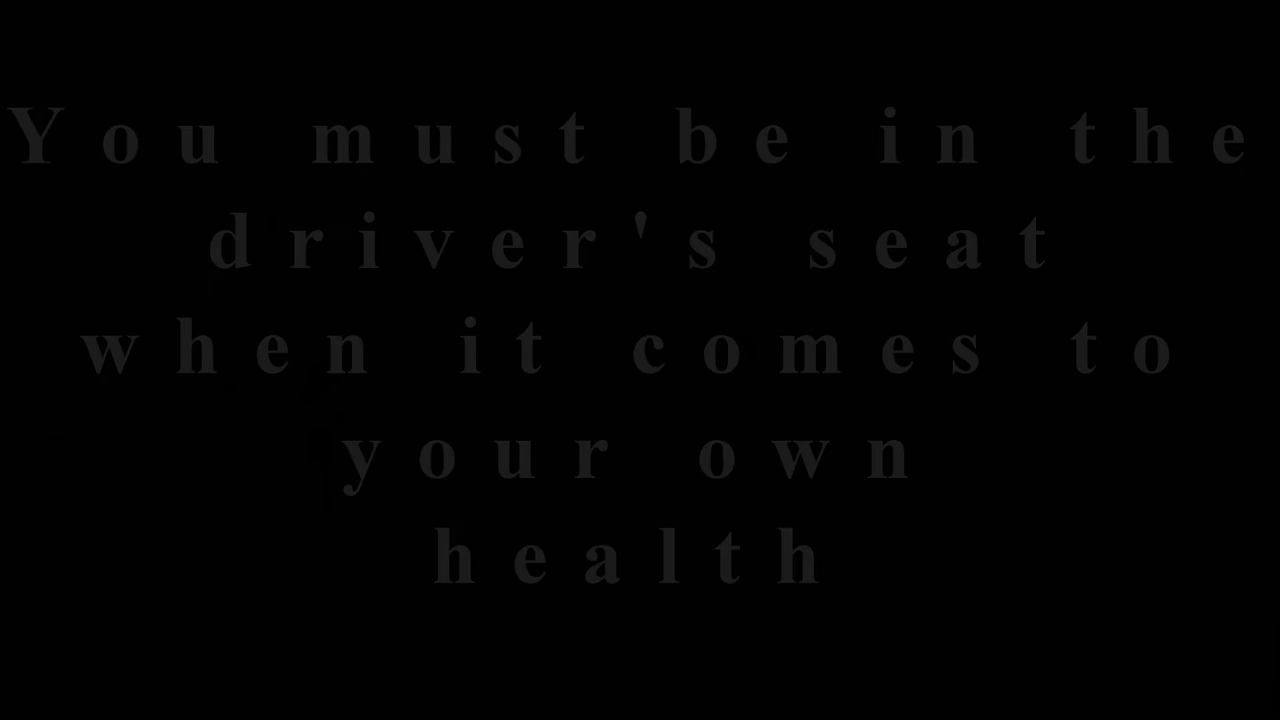 You must be in the
driver's seat
when it comes to
your own
health